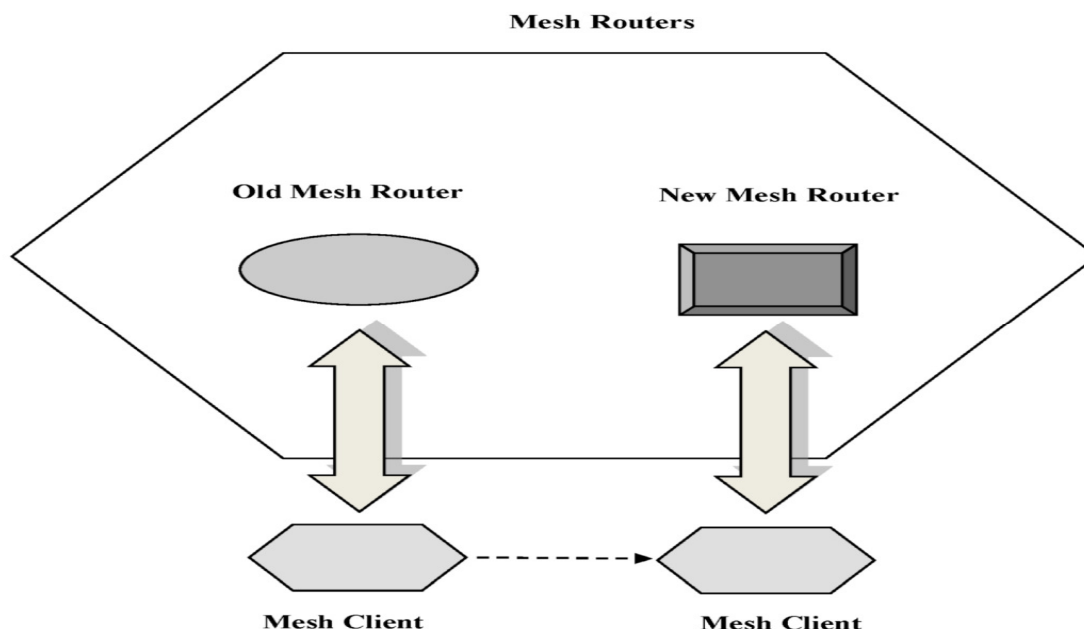 Mesh Routers
Old Mesh Router
New Mesh Router
Mesh Client
Mesh Client